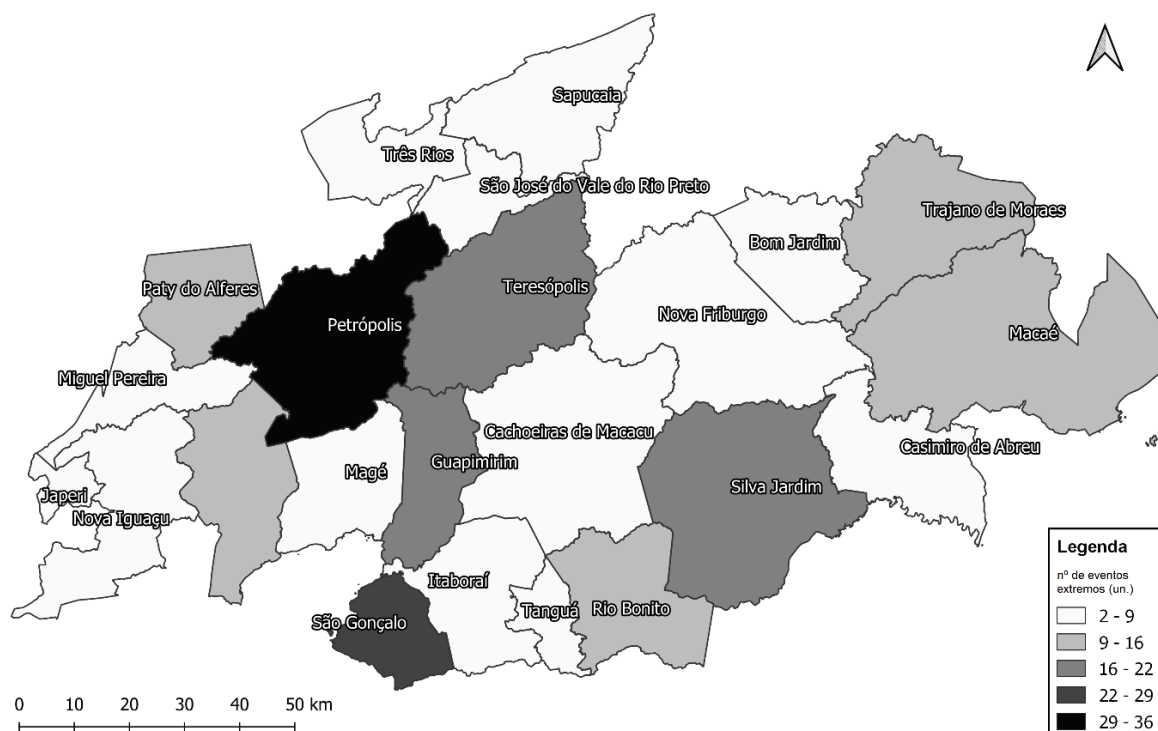 Sapucaia
Três Rios
São José do Vale do Rio Preto
Trajano de Moraes
Bom Jardim
Paty do Alferes
Teresópolis
Petrópolis
Nova Friburgo
Macaé
Miguel Pereira
Cachoeiras de Macacu
Casimiro de Abreu
Guapimirim
Magé
Silva Jardim
Japeri
Nova Iguaçu
Itaboraí
São Gonçalo
Tanguá
Rio Bonito
Legenda
nº de eventos
extremos (un.)
2 - 9
9 - 16
16 - 22
22 - 29
29 - 36
0 10 20 30 40 50 km